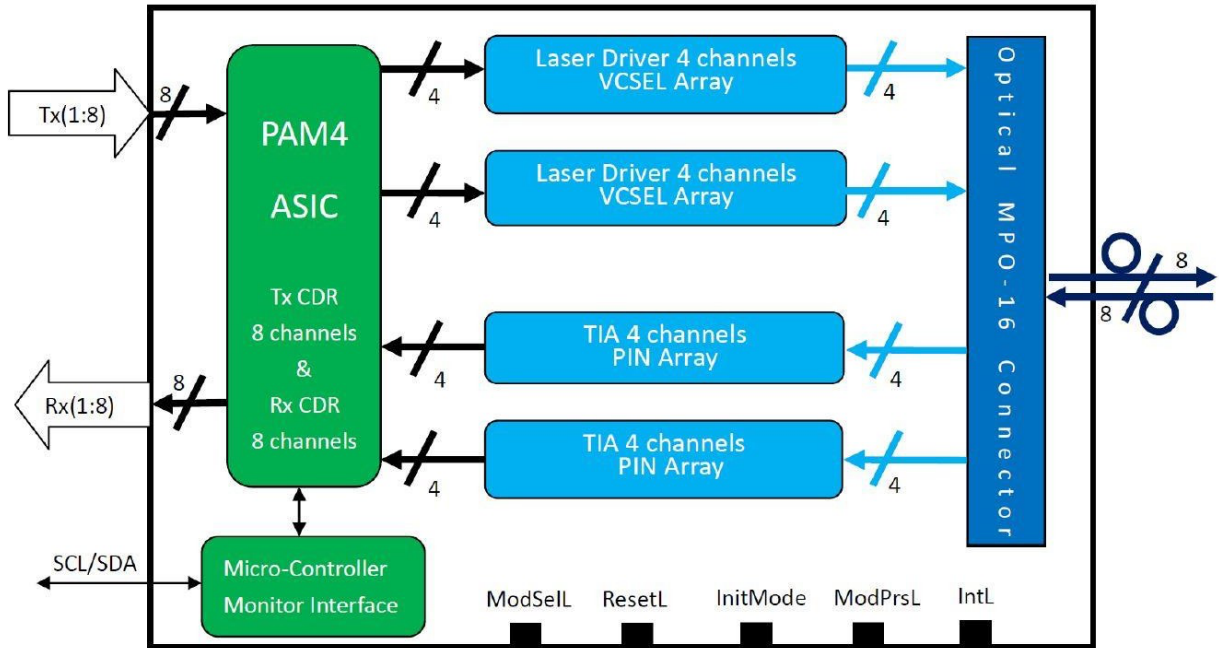 Tx(1:8)
8
PAM4
ASIC
Tx CDR
8 channels
&
Rx CDR
8 channels
4
Laser Driver 4 channels
VCSEL Array
4
4
Laser Driver 4 channels
VCSEL Array
4
4
TIA 4 channels
PIN Array
4
4
TIA 4 channels
PIN Array
4
Optical MPO-16 Connector
8
8
Rx(1:8)
8
SCL/SDA
Micro-Controller
Monitor Interface
ModSelL
ResetL
InitMode
ModPrsL
IntL